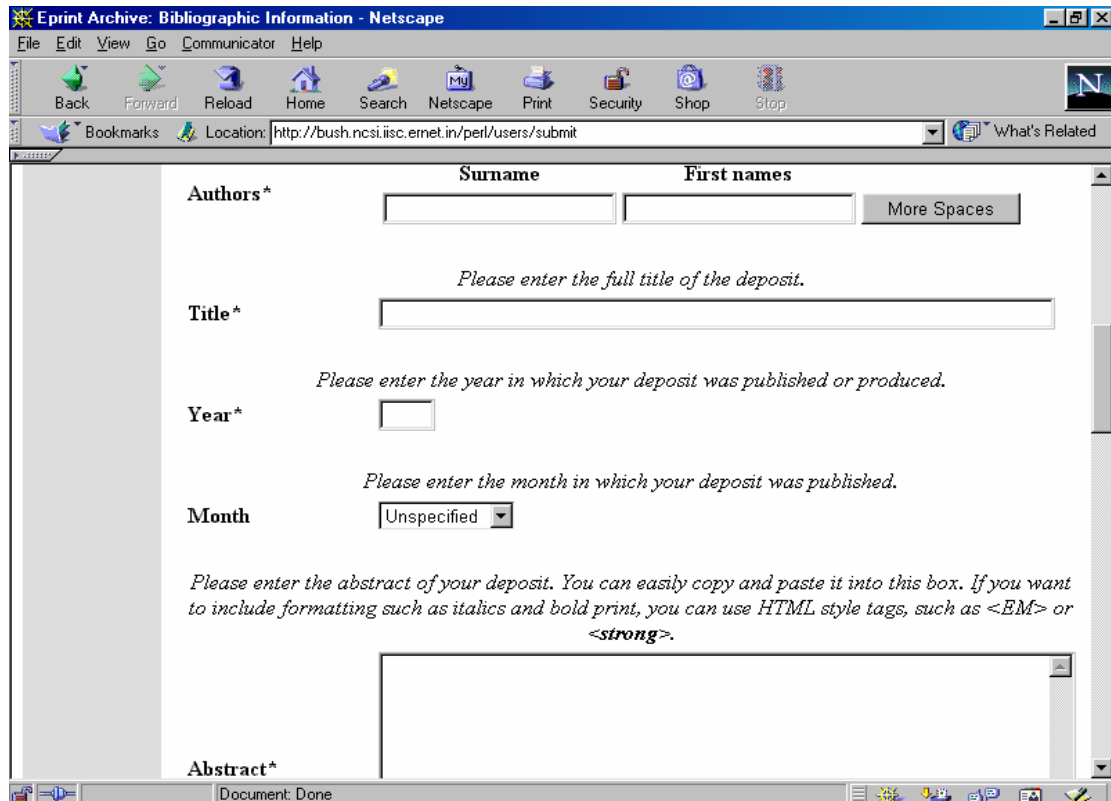 Eprint Archive: Bibliographic Information - Netscape
File Edit View Go Communicator Help
Back Forward Reload Home Search Netscape Print Security Shop Stop
My
N
Bookmarks Location: http://bush.ncsi.iisc.ernet.in/perl/users/submit What's Related
Surname First names
Authors*
More Spaces
Please enter the full title of the deposit.
Title*
Please enter the year in which your deposit was published or produced.
Year*
Please enter the month in which your deposit was published.
Month Unspecified
Please enter the abstract of your deposit. You can easily copy and paste it into this box. If you want
to include formatting such as italics and bold print, you can use HTML style tags, such as <EM> or
<strong>.
Abstract*
Document: Done